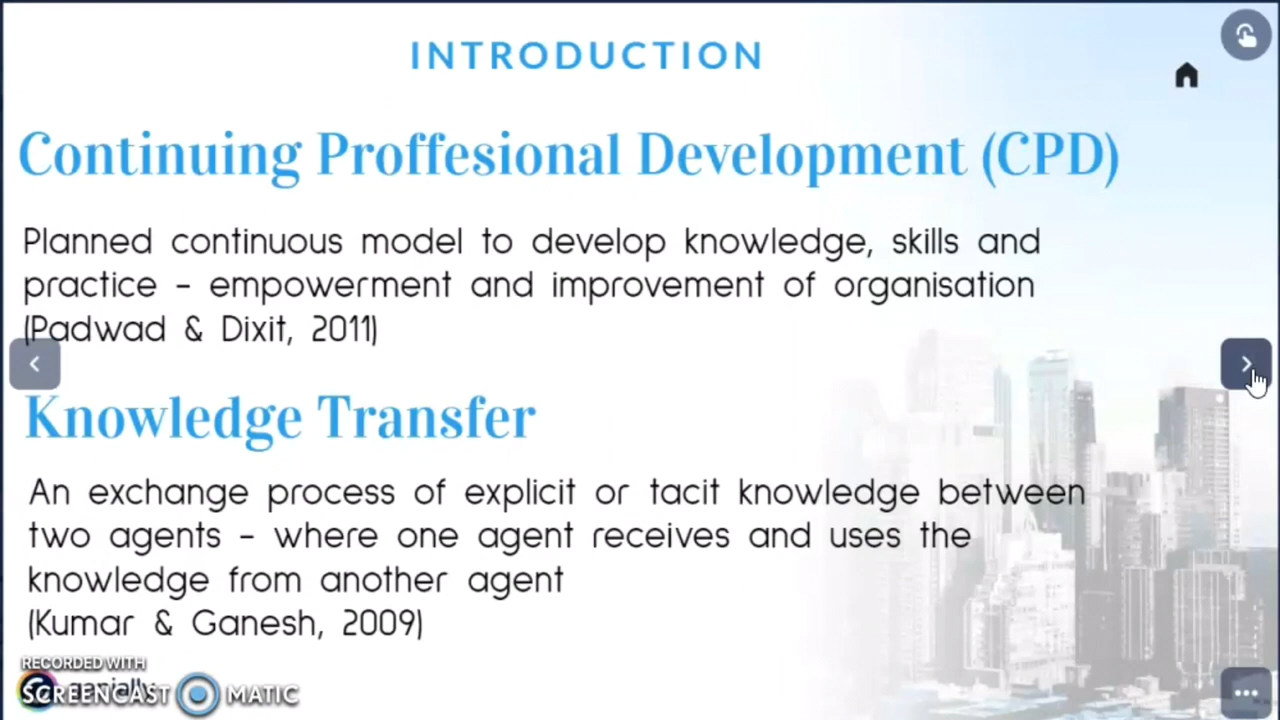 INTRODUCTION
Continuing Proffesional Development (CPD)
Planned continuous model to develop knowledge, skills and
practice - empowerment and improvement of organisation
(Padwad & Dixit, 2011)
Knowledge Transfer
An exchange process of explicit or tacit knowledge between
two agents - where one agent receives and uses the
knowledge from another agent
(Kumar & Ganesh, 2009)
RECORDED WITH
SCREENCAST MATIC